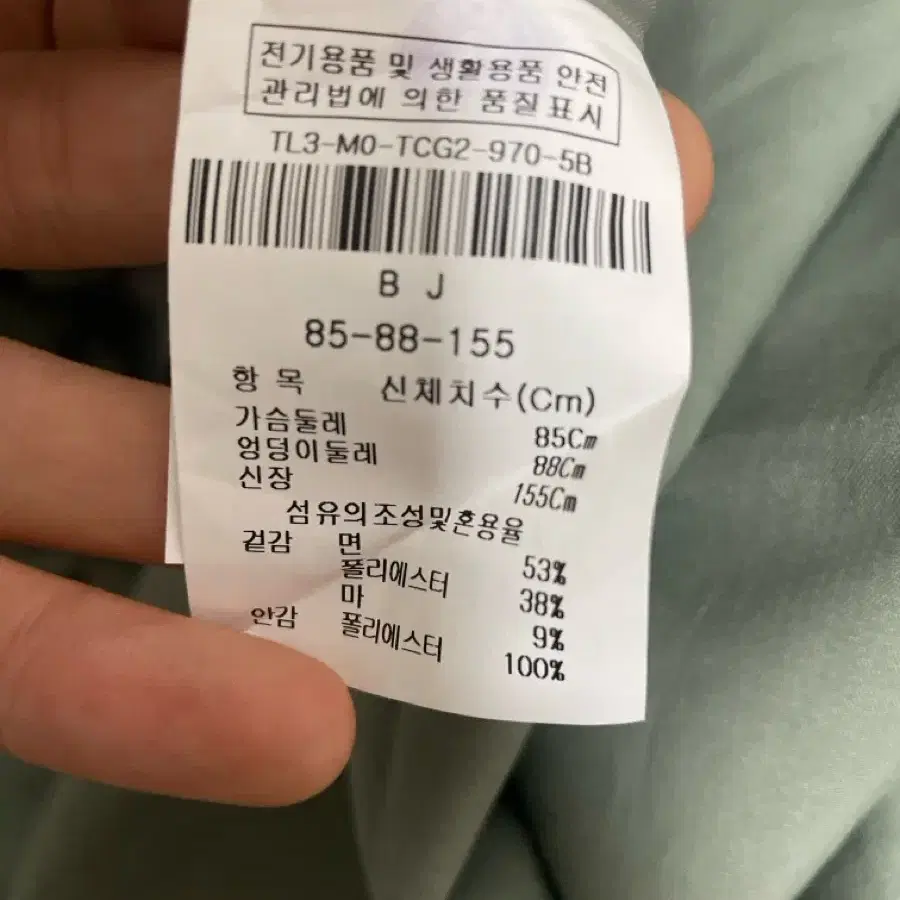 전기용품 및 생활용품 안전
관리법에 의한 품질표시
TL3-M0-TCG2-970-5B
B J
85-88-155
항 목 신체치수(Cm)
가슴둘레 85Cm
엉덩이둘레 88Cm
신장 155Cm
섬유의조성및혼용율
겉감 면 53%
폴리에스터 38%
마 9%
안감 폴리에스터 100%